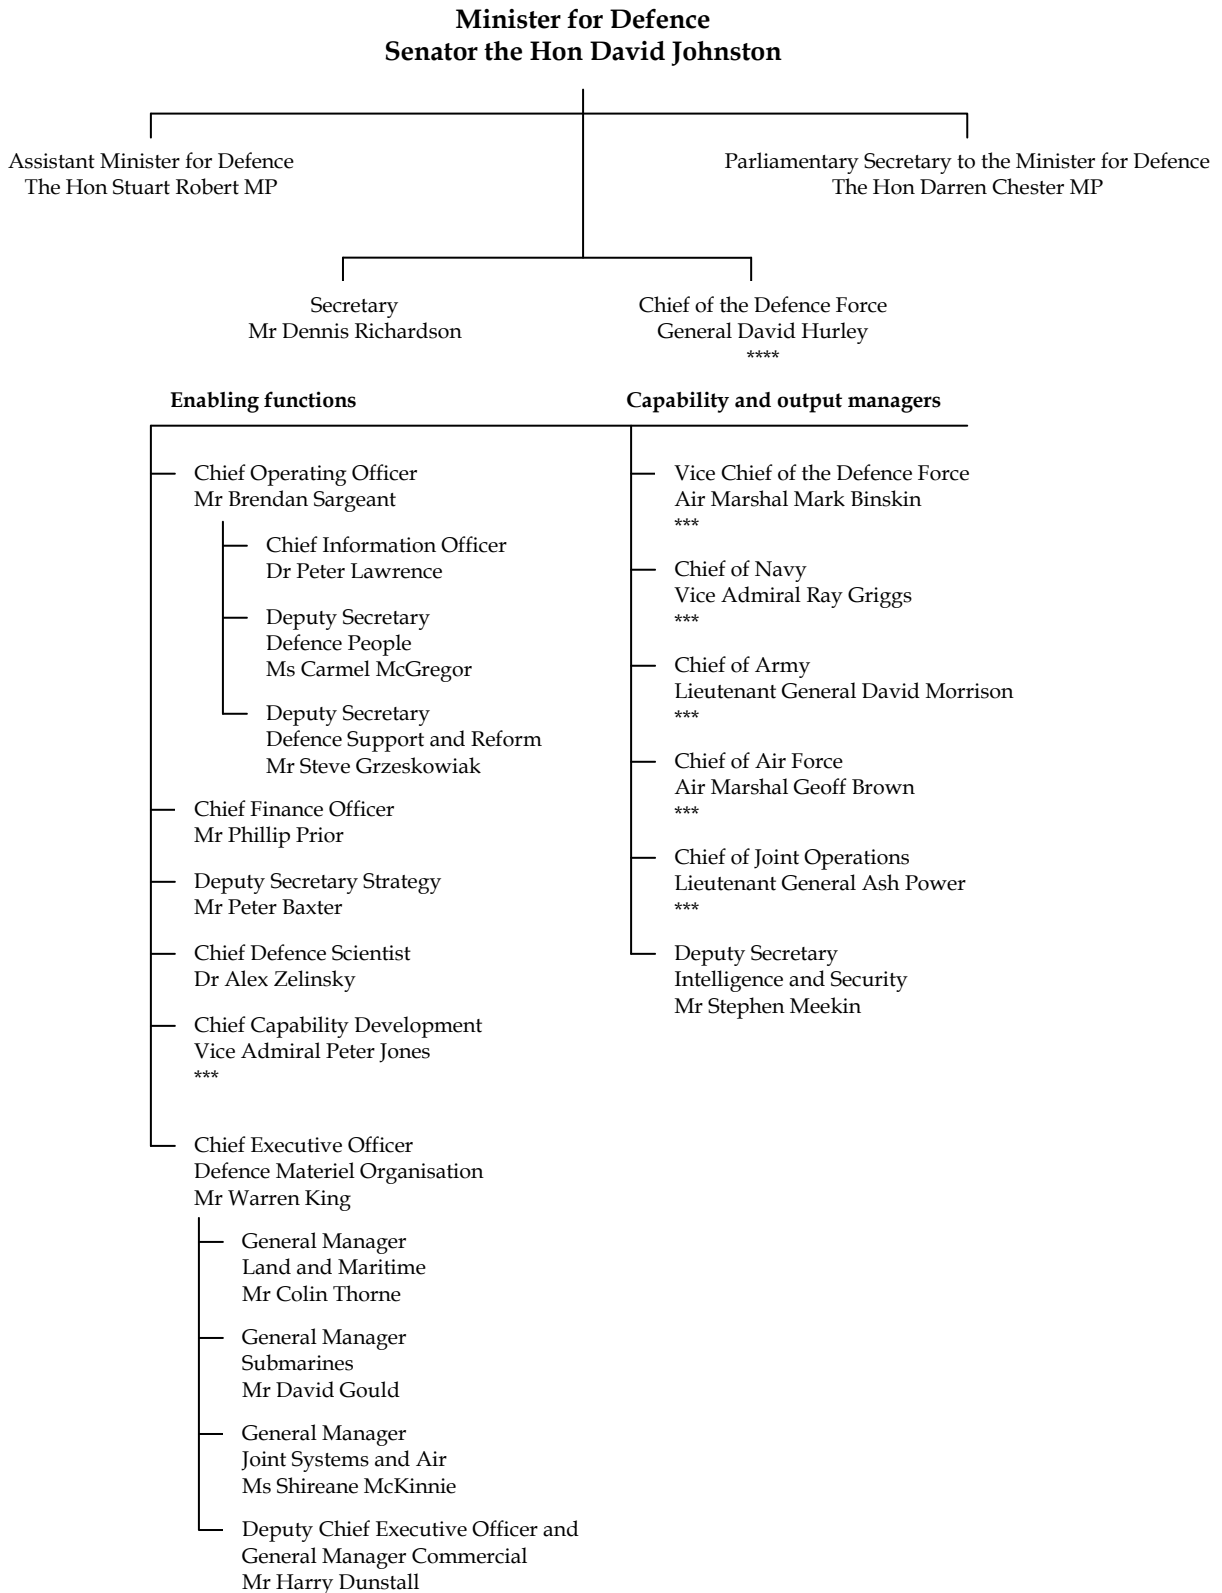 Minister for Defence
Senator the Hon David Johnston
Assistant Minister for Defence
The Hon Stuart Robert MP
Parliamentary Secretary to the Minister for Defence
The Hon Darren Chester MP
Secretary
Mr Dennis Richardson
Chief of the Defence Force
General David Hurley
****
Enabling functions
Chief Operating Officer
Mr Brendan Sargeant
Chief Information Officer
Dr Peter Lawrence
Deputy Secretary
Defence People
Ms Carmel McGregor
Deputy Secretary
Defence Support and Reform
Mr Steve Grzeskowiak
Chief Finance Officer
Mr Phillip Prior
Deputy Secretary Strategy
Mr Peter Baxter
Chief Defence Scientist
Dr Alex Zelinsky
Chief Capability Development
Vice Admiral Peter Jones
***
Chief Executive Officer
Defence Materiel Organisation
Mr Warren King
General Manager
Land and Maritime
Mr Colin Thorne
General Manager
Submarines
Mr David Gould
General Manager
Joint Systems and Air
Ms Shireane McKinnie
Deputy Chief Executive Officer and
General Manager Commercial
Mr Harry Dunstall
Capability and output managers
Vice Chief of the Defence Force
Air Marshal Mark Binskin
***
Chief of Navy
Vice Admiral Ray Griggs
***
Chief of Army
Lieutenant General David Morrison
***
Chief of Air Force
Air Marshal Geoff Brown
***
Chief of Joint Operations
Lieutenant General Ash Power
***
Deputy Secretary
Intelligence and Security
Mr Stephen Meekin